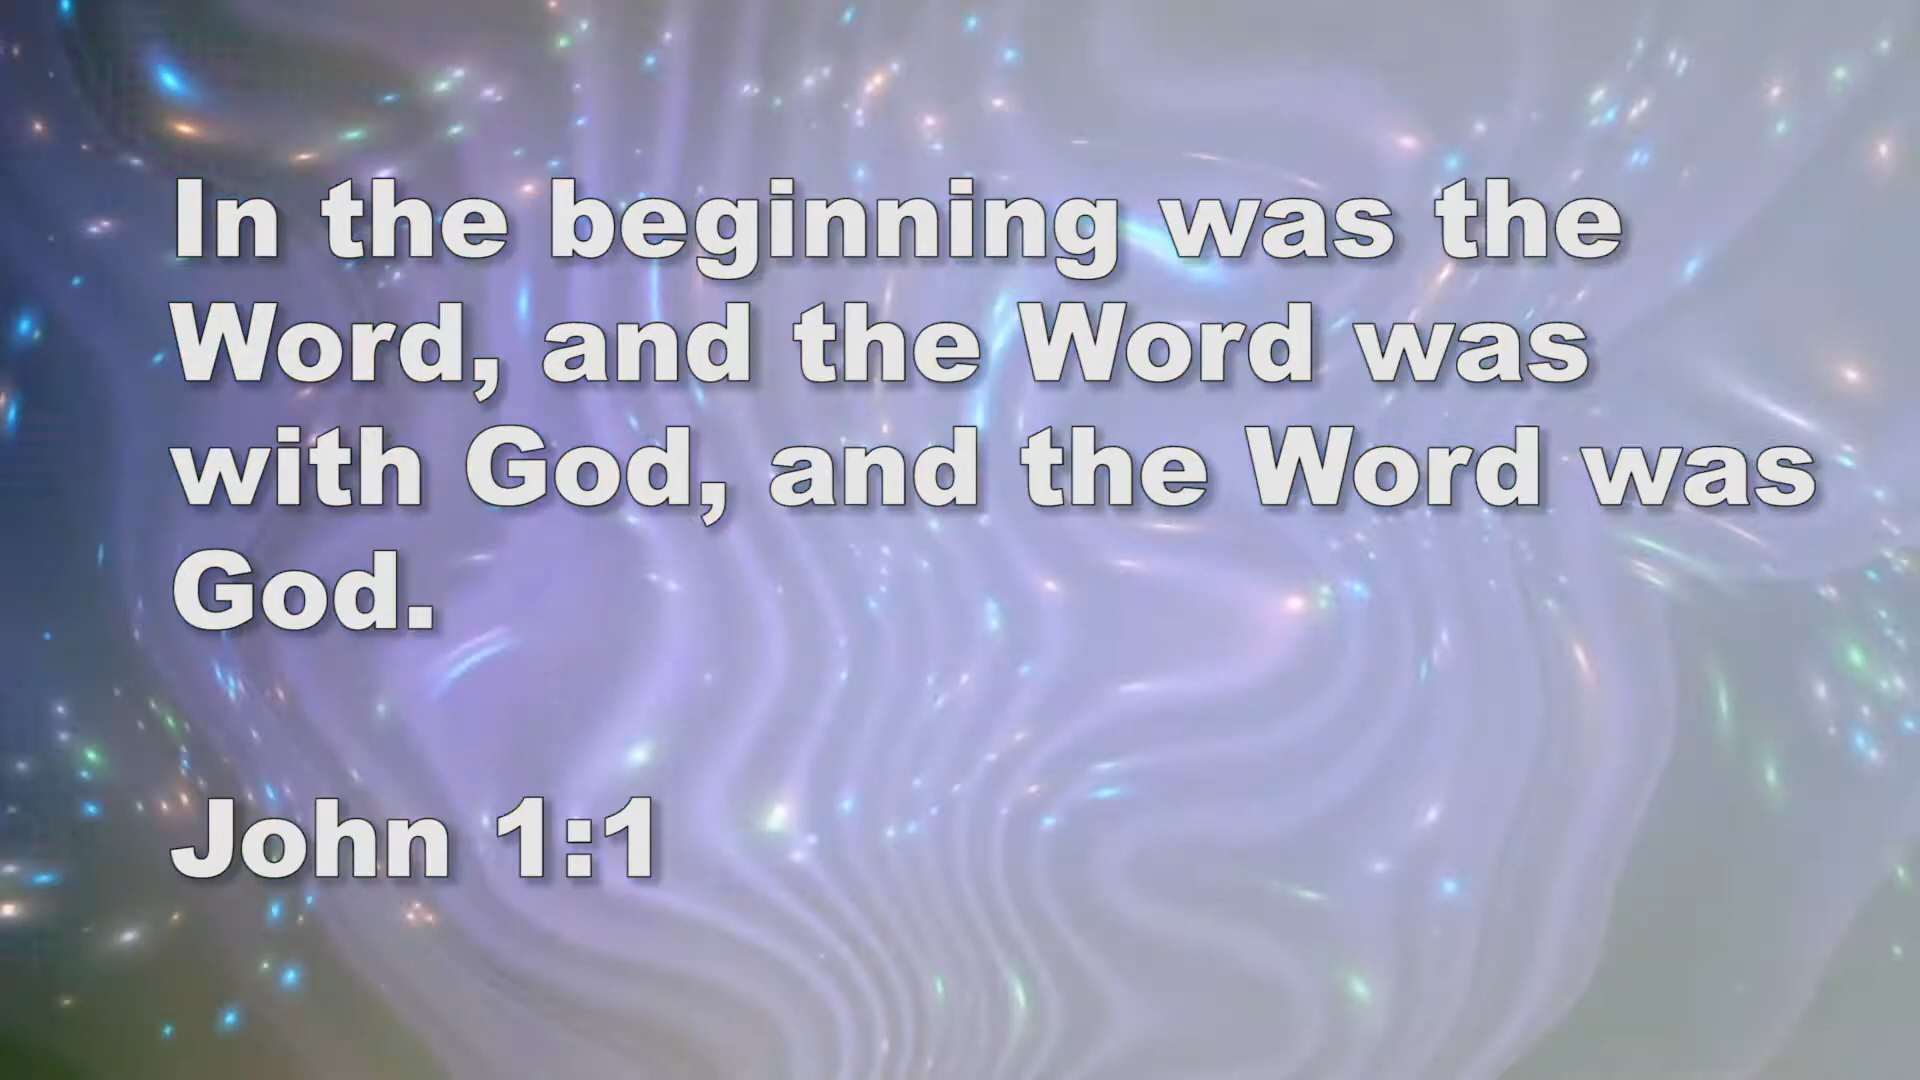 In the beginning was the
Word, and the Word was
with God, and the Word was
God.
John 1:1